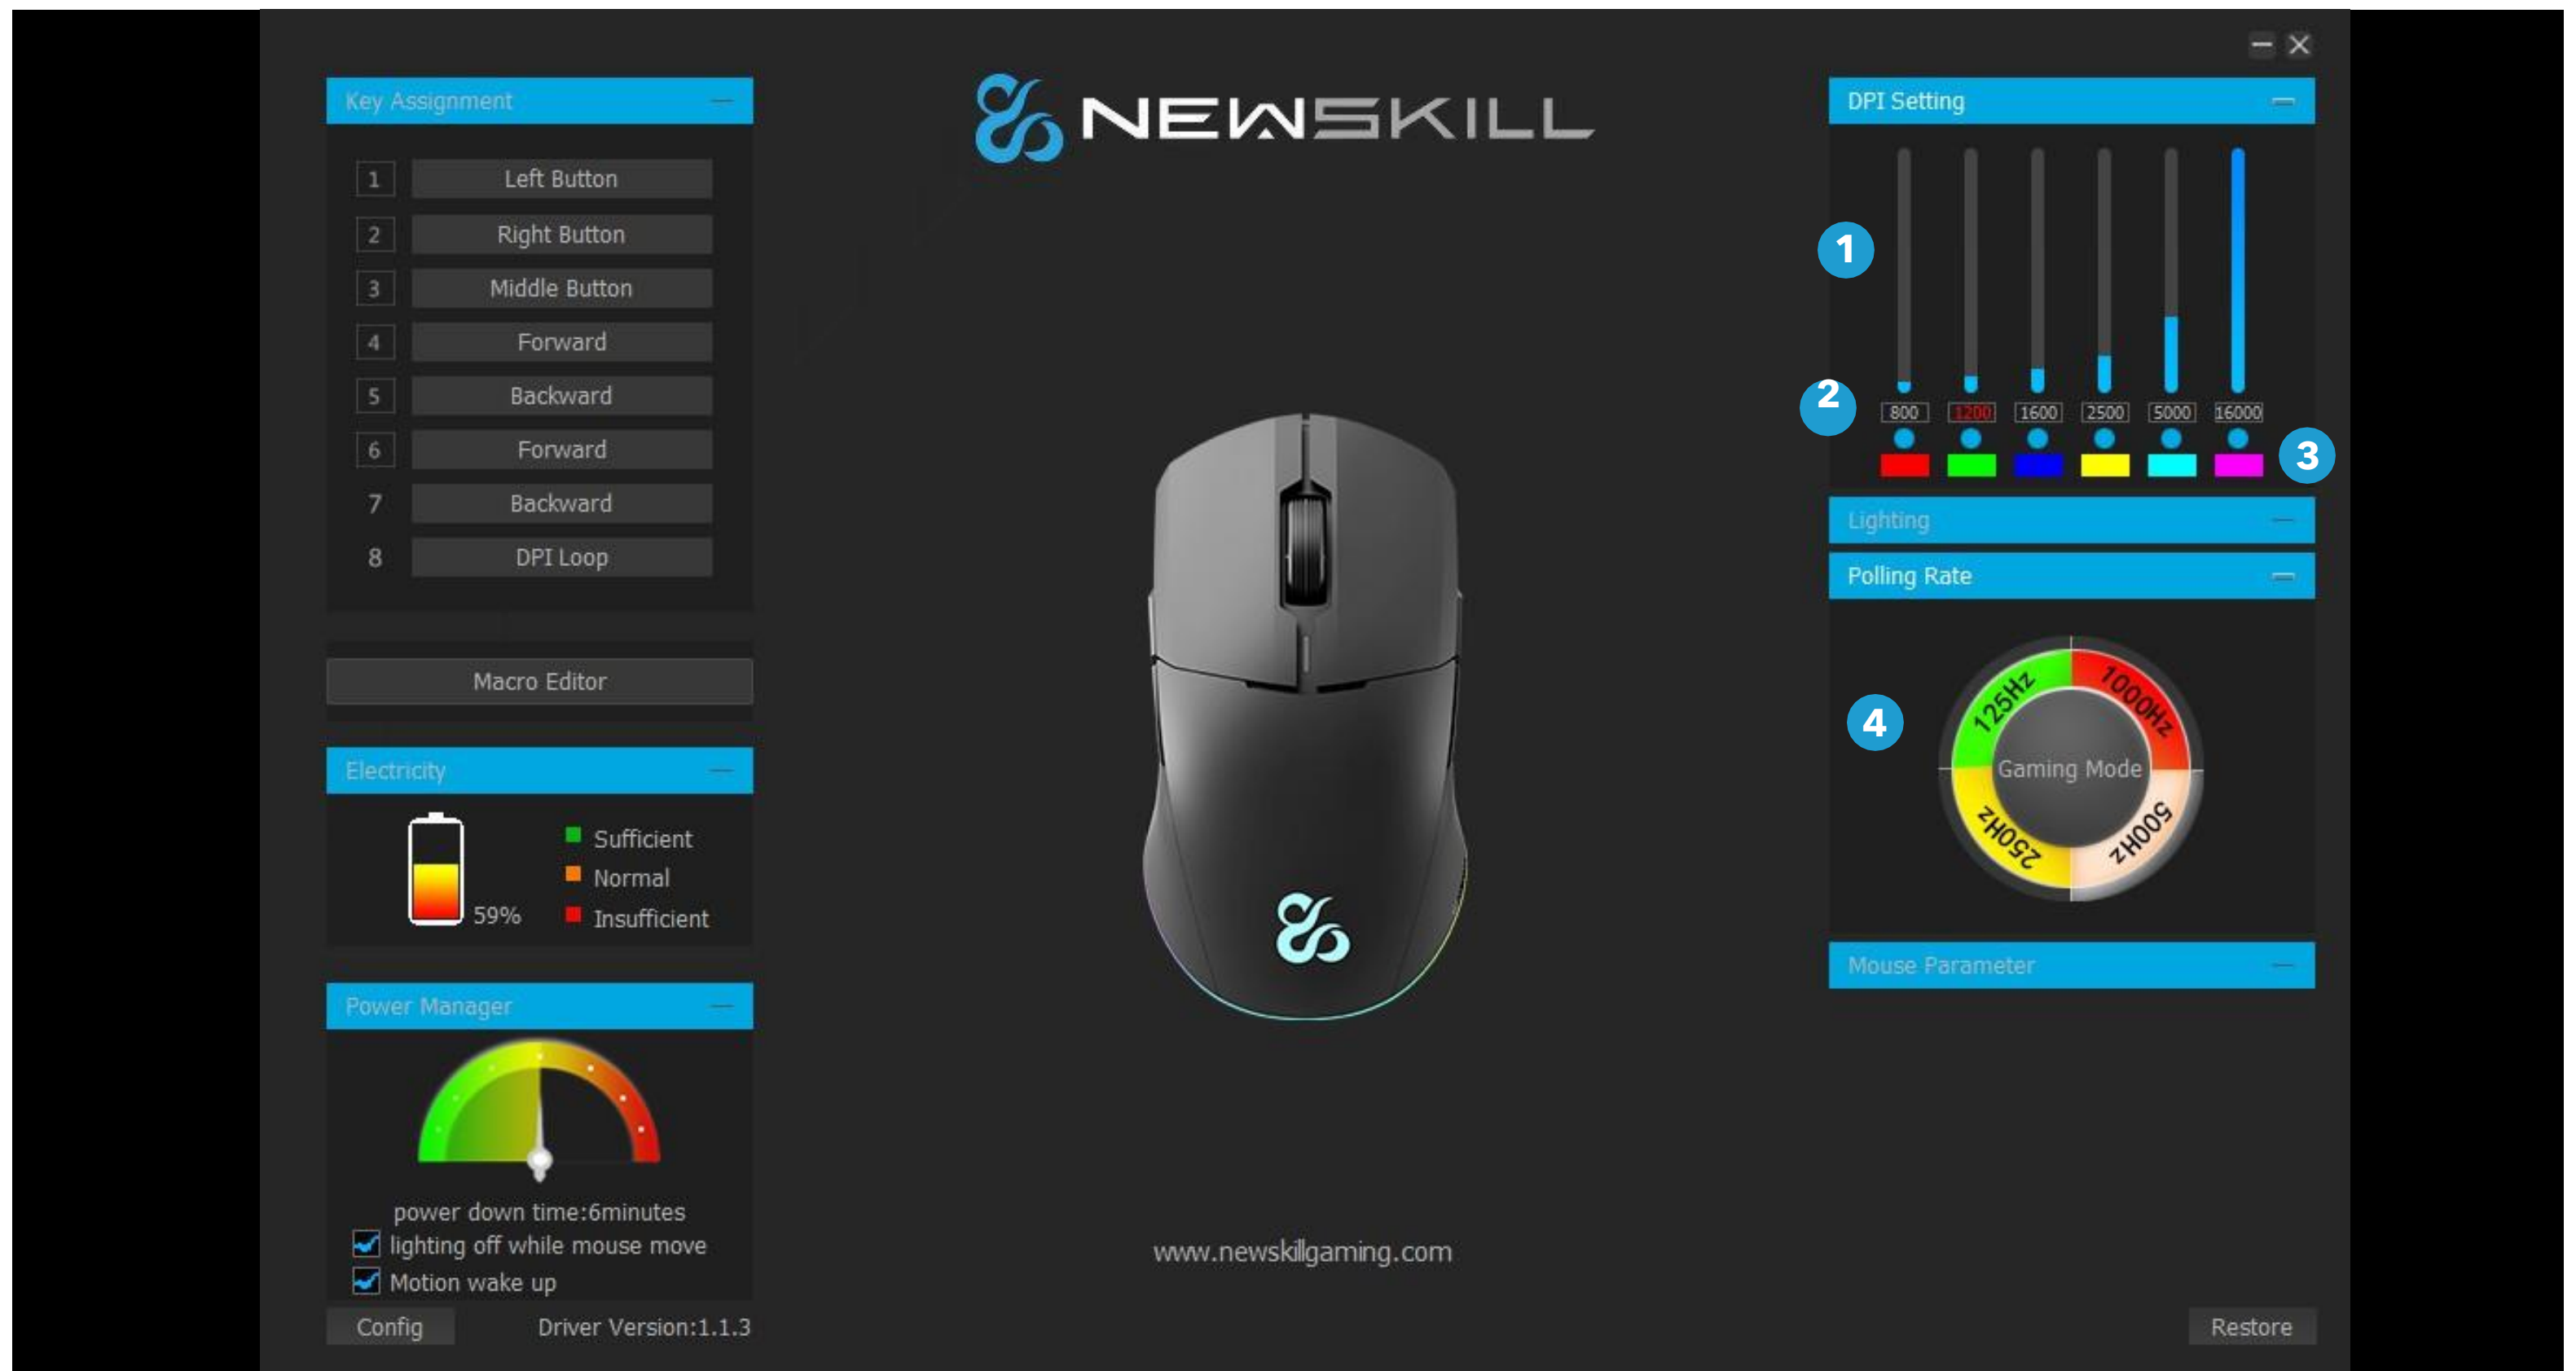 NEWSKILL
Key Assignment
1 Left Button
2 Right Button
3 Middle Button
4 Forward
5 Backward
6 Forward
7 Backward
8 DPI Loop
Macro Editor
Electricity
59%
Sufficient
Normal
Insufficient
Power Manager
power down time:6minutes
lighting off while mouse move
Motion wake up
Config
Driver Version:1.1.3
www.newskillgaming.com
DPI Setting
1
2
800 1200 1600 2500 5000 16000
3
Lighting
Polling Rate
4
125Hz
1000Hz
Gaming Mode
250Hz
500Hz
Mouse Parameter
Restore